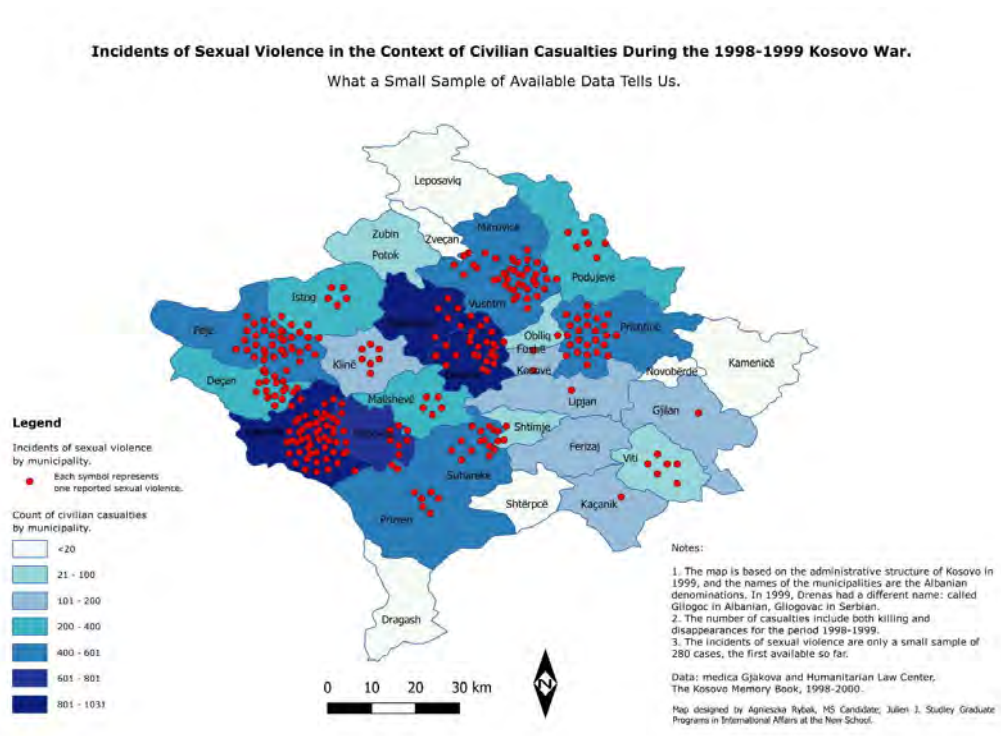 Incidents of Sexual Violence in the Context of Civilian Casualties During the 1998-1999 Kosovo War.
What a Small Sample of Available Data Tells Us.
Leposaviq
Zubin
Potok
Zveçan
Mitrovicë
Podujevë
Istog
Vushtrri
Pejë
Obiliq
Prishtinë
Fushë
Kosovë
Klinë
Novobërdë
Kamenicë
Deçan
Malishevë
Lipjan
Gjilan
Shtimje
Ferizaj
Viti
Suharekë
Shtërpcë
Kaçanik
Prizren
Dragash
Legend
Incidents of sexual violence
by municipality.
Each symbol represents
one reported sexual violence.
Count of civilian casualties
by municipality.
<20
21 - 100
101 - 200
200 - 400
400 - 601
601 - 801
801 - 1031
0 10 20 30 km
N
Notes:
1. The map is based on the administrative structure of Kosovo in
1999, and the names of the municipalities are the Albanian
denominations. In 1999, Drenas had a different name: called
Gllogoc in Albanian, Gllogovac in Serbian.
2. The number of casualties include both killing and
disappearances for the period 1998-1999.
3. The incidents of sexual violence are only a small sample of
280 cases, the first available so far.
Data: medica Gjakova and Humanitarian Law Center,
The Kosovo Memory Book, 1998-2000.
Map designed by Agnieszka Rybak, MS Candidate; Julien J. Studley Graduate
Programs in International Affairs at the New School.